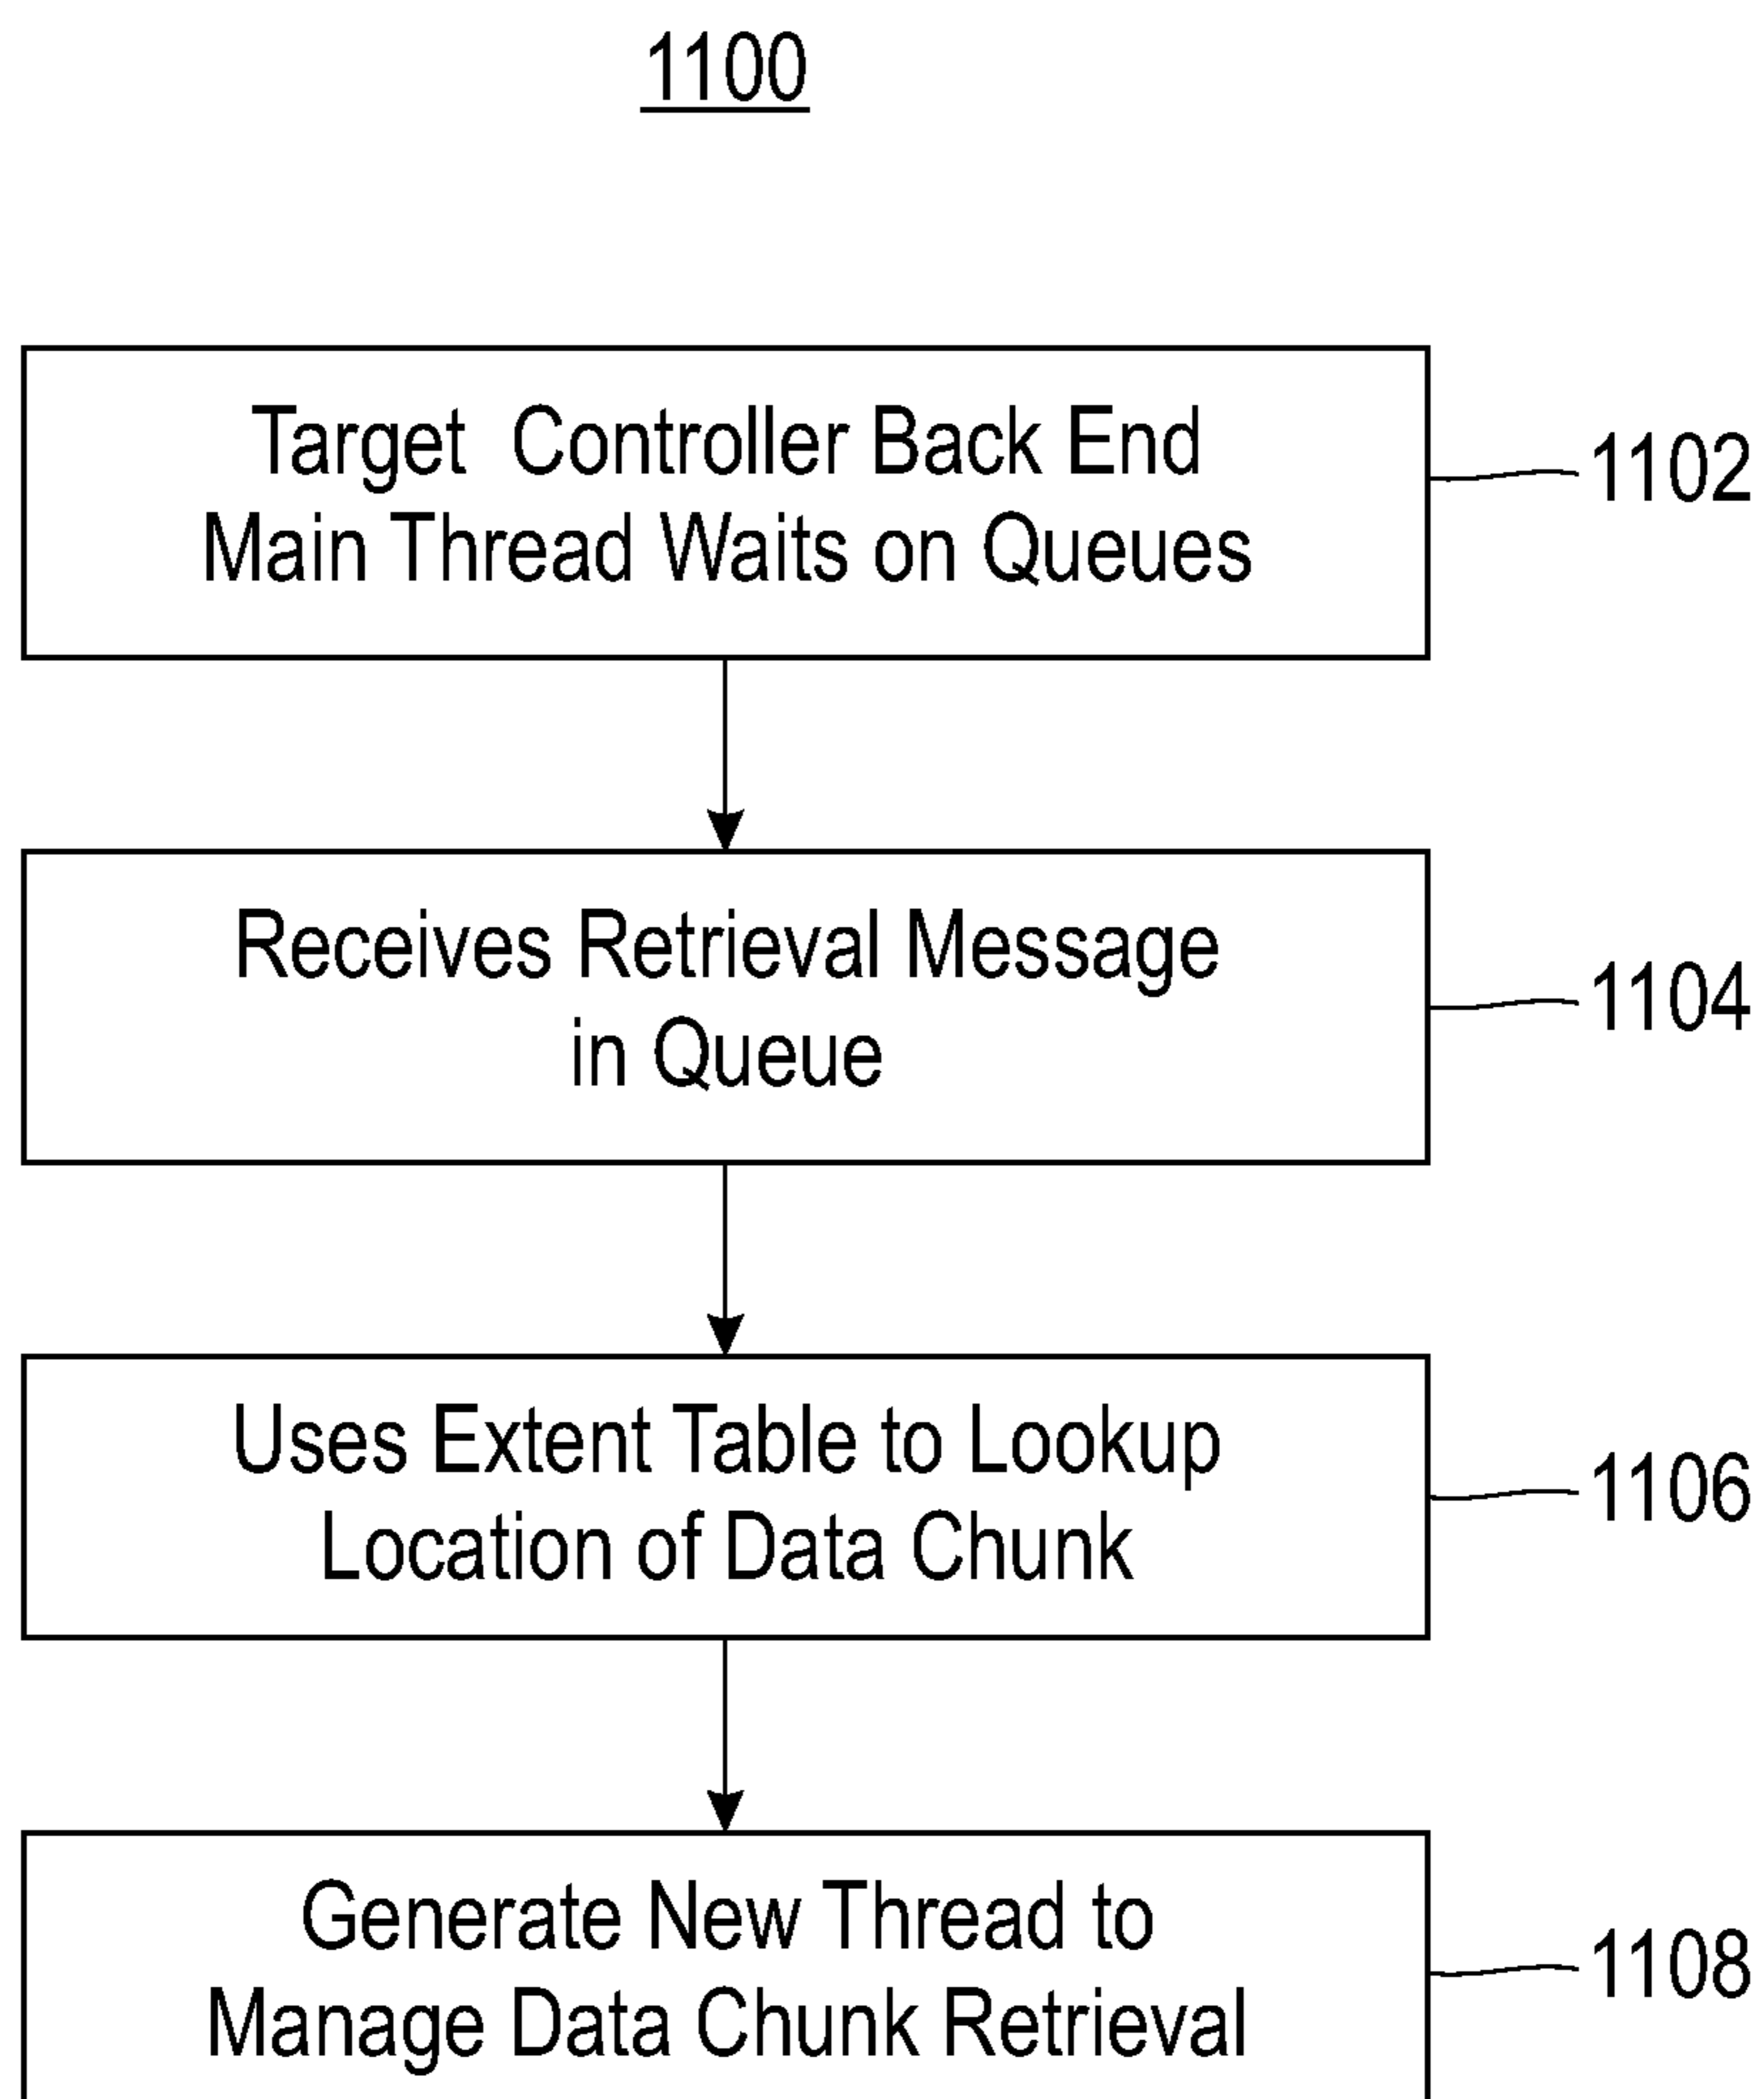 1100
Target Controller Back End
Main Thread Waits on Queues
1102
Receives Retrieval Message
in Queue
1104
Uses Extent Table to Lookup
Location of Data Chunk
1106
Generate New Thread to
Manage Data Chunk Retrieval
1108